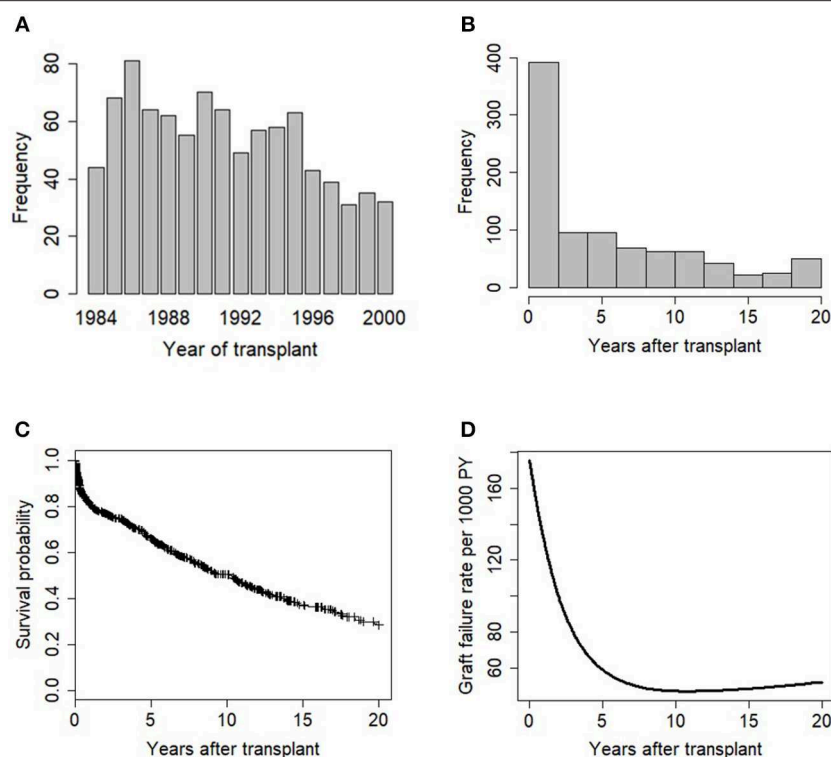 A
80
60
40
20
0
Frequency
1984 1988 1992 1996 2000
Year of transplant
B
400
300
200
100
0
Frequency
0 5 10 15 20
Years after transplant
C
1.0
0.8
0.6
0.4
0.2
0.0
Survival probability
0 5 10 15 20
Years after transplant
D
160
120
80
60
Graft failure rate per 1000 PY
0 5 10 15 20
Years after transplant